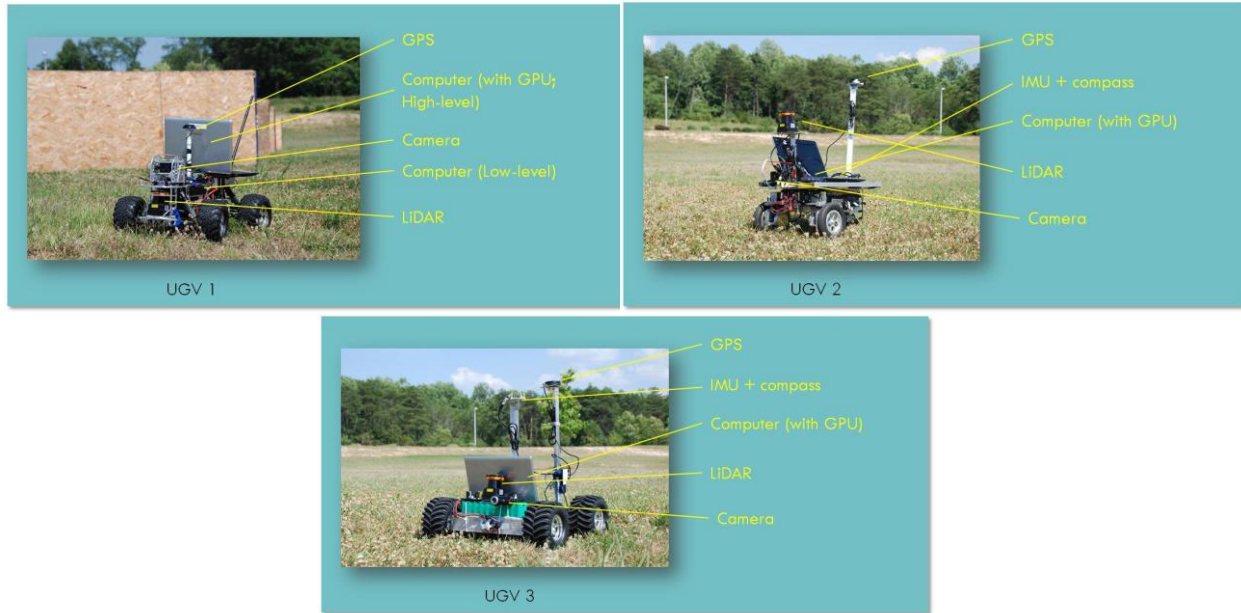 GPS
Computer (with GPU;
High-level)
Camera
Computer (Low-level)
LiDAR
UGV 1
GPS
IMU + compass
Computer (with GPU)
LiDAR
Camera
UGV 2
GPS
IMU + compass
Computer (with GPU)
LiDAR
Camera
UGV 3